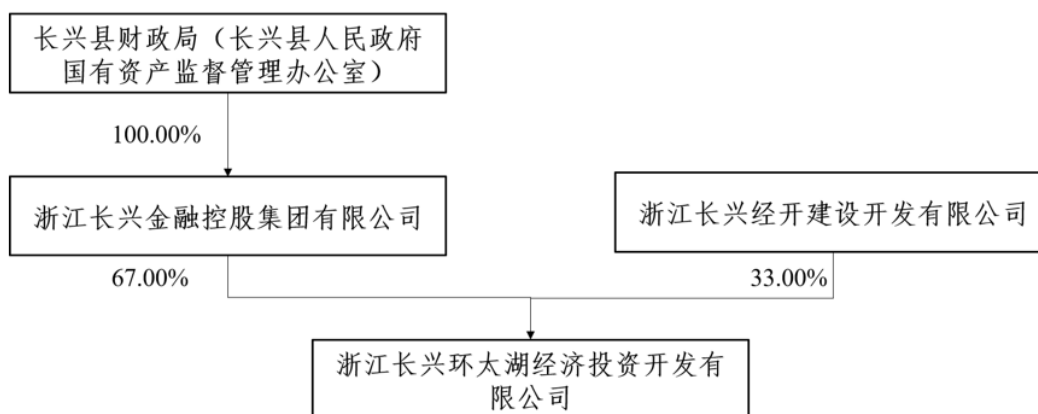 长兴县财政局（长兴县人民政府
国有资产监督管理办公室）
100.00%
浙江长兴金融控股集团有限公司
浙江长兴经开建设开发有限公司
67.00%
33.00%
浙江长兴环太湖经济投资开发有
限公司